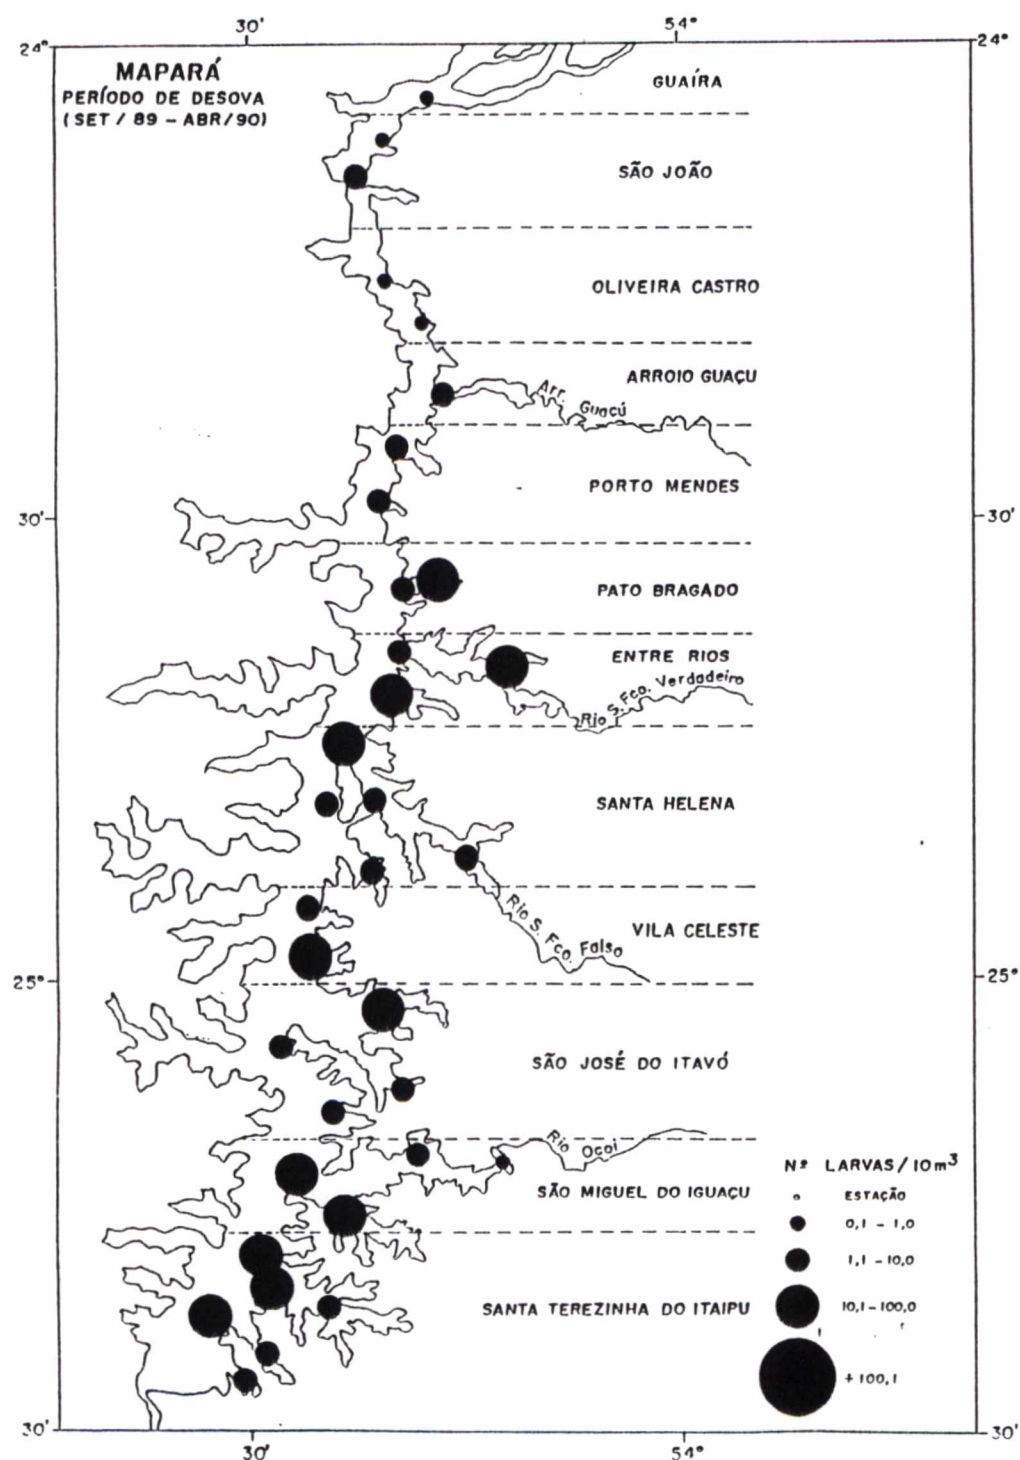 30'
54°
24°
24°
MAPARÁ
PERÍODO DE DESOVA
(SET / 89 - ABR/90)
GUAÍRA
SÃO JOÃO
OLIVEIRA CASTRO
ARROIO GUAÇU
Arr. Guaçú
PORTO MENDES
30'
30'
PATO BRAGADO
ENTRE RIOS
Rio S. Fco. Verdadeiro
SANTA HELENA
Rio S. Fco. Falso
VILA CELESTE
25°
25°
SÃO JOSÉ DO ITAVÓ
Rio Ocoi
Nº LARVAS/10m³
SÃO MIGUEL DO IGUAÇU
ESTAÇÃO
0,1 - 1,0
1,1 - 10,0
SANTA TEREZINHA DO ITAIPU
10,1 - 100,0
+ 100,1
30'
30'
30'
54°